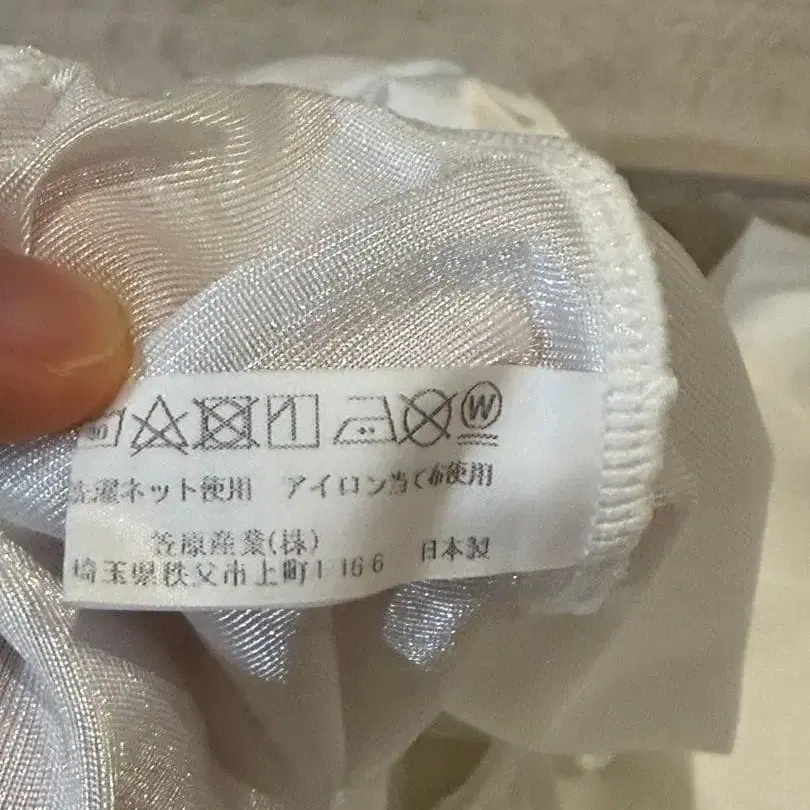 W
洗濯ネット使用 アイロン当て布使用
笠原産業(株) 日本製
埼玉県秩父市上町1 16 6